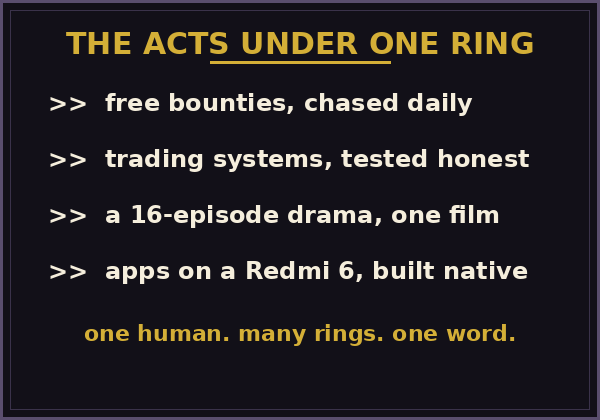 THE ACTS UNDER ONE RING
>> free bounties, chased daily
>> trading systems, tested honest
>> a 16-episode drama, one film
>> apps on a Redmi 6, built native
one human. many rings. one word.